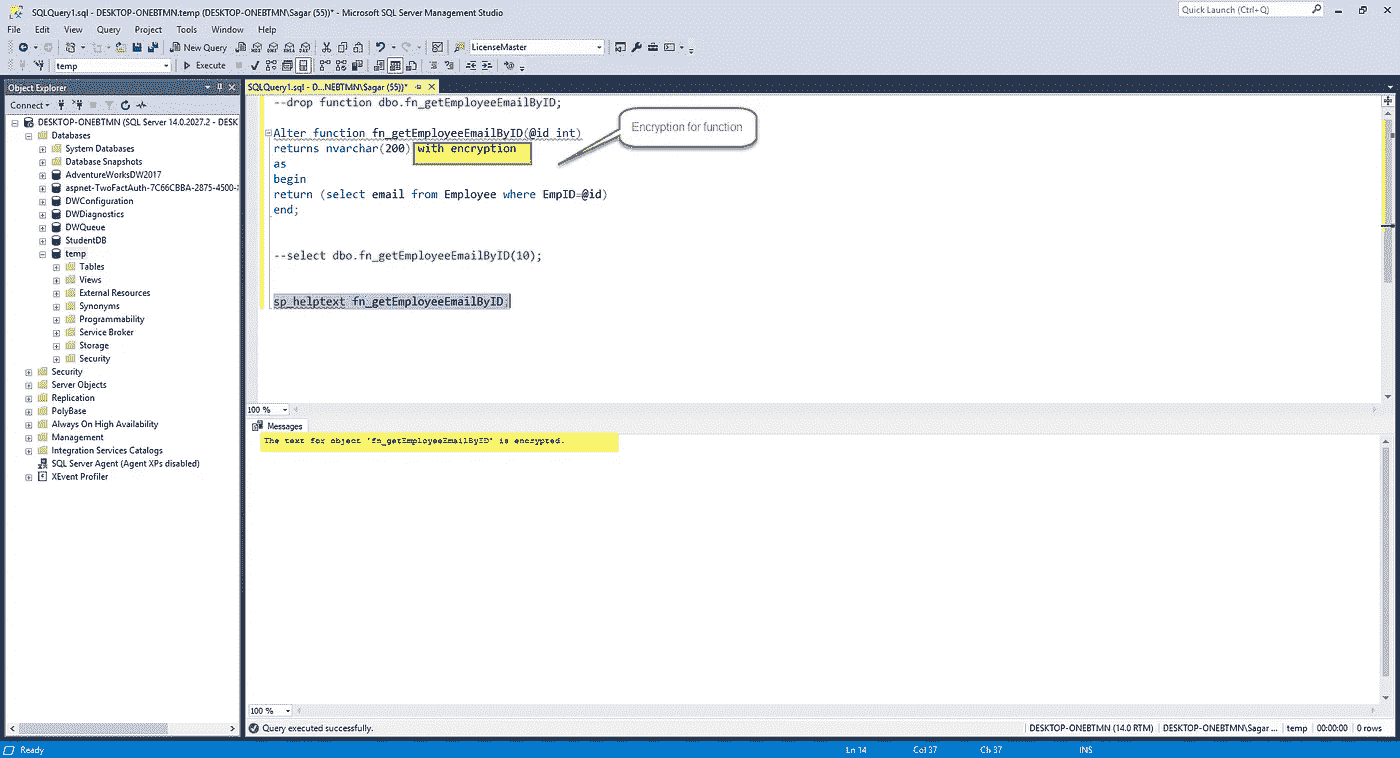 SQLQuery1.sql - DESKTOP-ONEBTMN.temp (DESKTOP-ONEBTMN\Sagar (55))* - Microsoft SQL Server Management Studio
Quick Launch (Ctrl+Q)
File Edit View Query Project Tools Window Help
New Query
LicenseMaster
temp
Execute
Object Explorer
Connect
DESKTOP-ONEBTMN (SQL Server 14.0.2027.2 - DESK
Databases
System Databases
Database Snapshots
AdventureWorksDW2017
aspnet-TwoFactAuth-7C66CBBA-2875-4500-
DWConfiguration
DWDiagnostics
DWQueue
StudentDB
temp
Tables
Views
External Resources
Synonyms
Programmability
Service Broker
Storage
Security
Security
Server Objects
Replication
PolyBase
Always On High Availability
Management
Integration Services Catalogs
SQL Server Agent (Agent XPs disabled)
XEvent Profiler
SQLQuery1.sql - D...NEBTMN\Sagar (55))*
--drop function dbo.fn_getEmployeeEmailByID;
Alter function fn_getEmployeeEmailByID(@id int)
returns nvarchar(200) with encryption
as
begin
return (select email from Employee where EmpID=@id)
end;
--select dbo.fn_getEmployeeEmailByID(10);
sp_helptext fn_getEmployeeEmailByID;
Encryption for function
100 %
Messages
The text for object 'fn_getEmployeeEmailByID' is encrypted.
100 %
Query executed successfully.
DESKTOP-ONEBTMN (14.0 RTM) DESKTOP-ONEBTMN\Sagar ... temp 00:00:00 0 rows
Ready
Ln 14 Col 37 Ch 37 INS